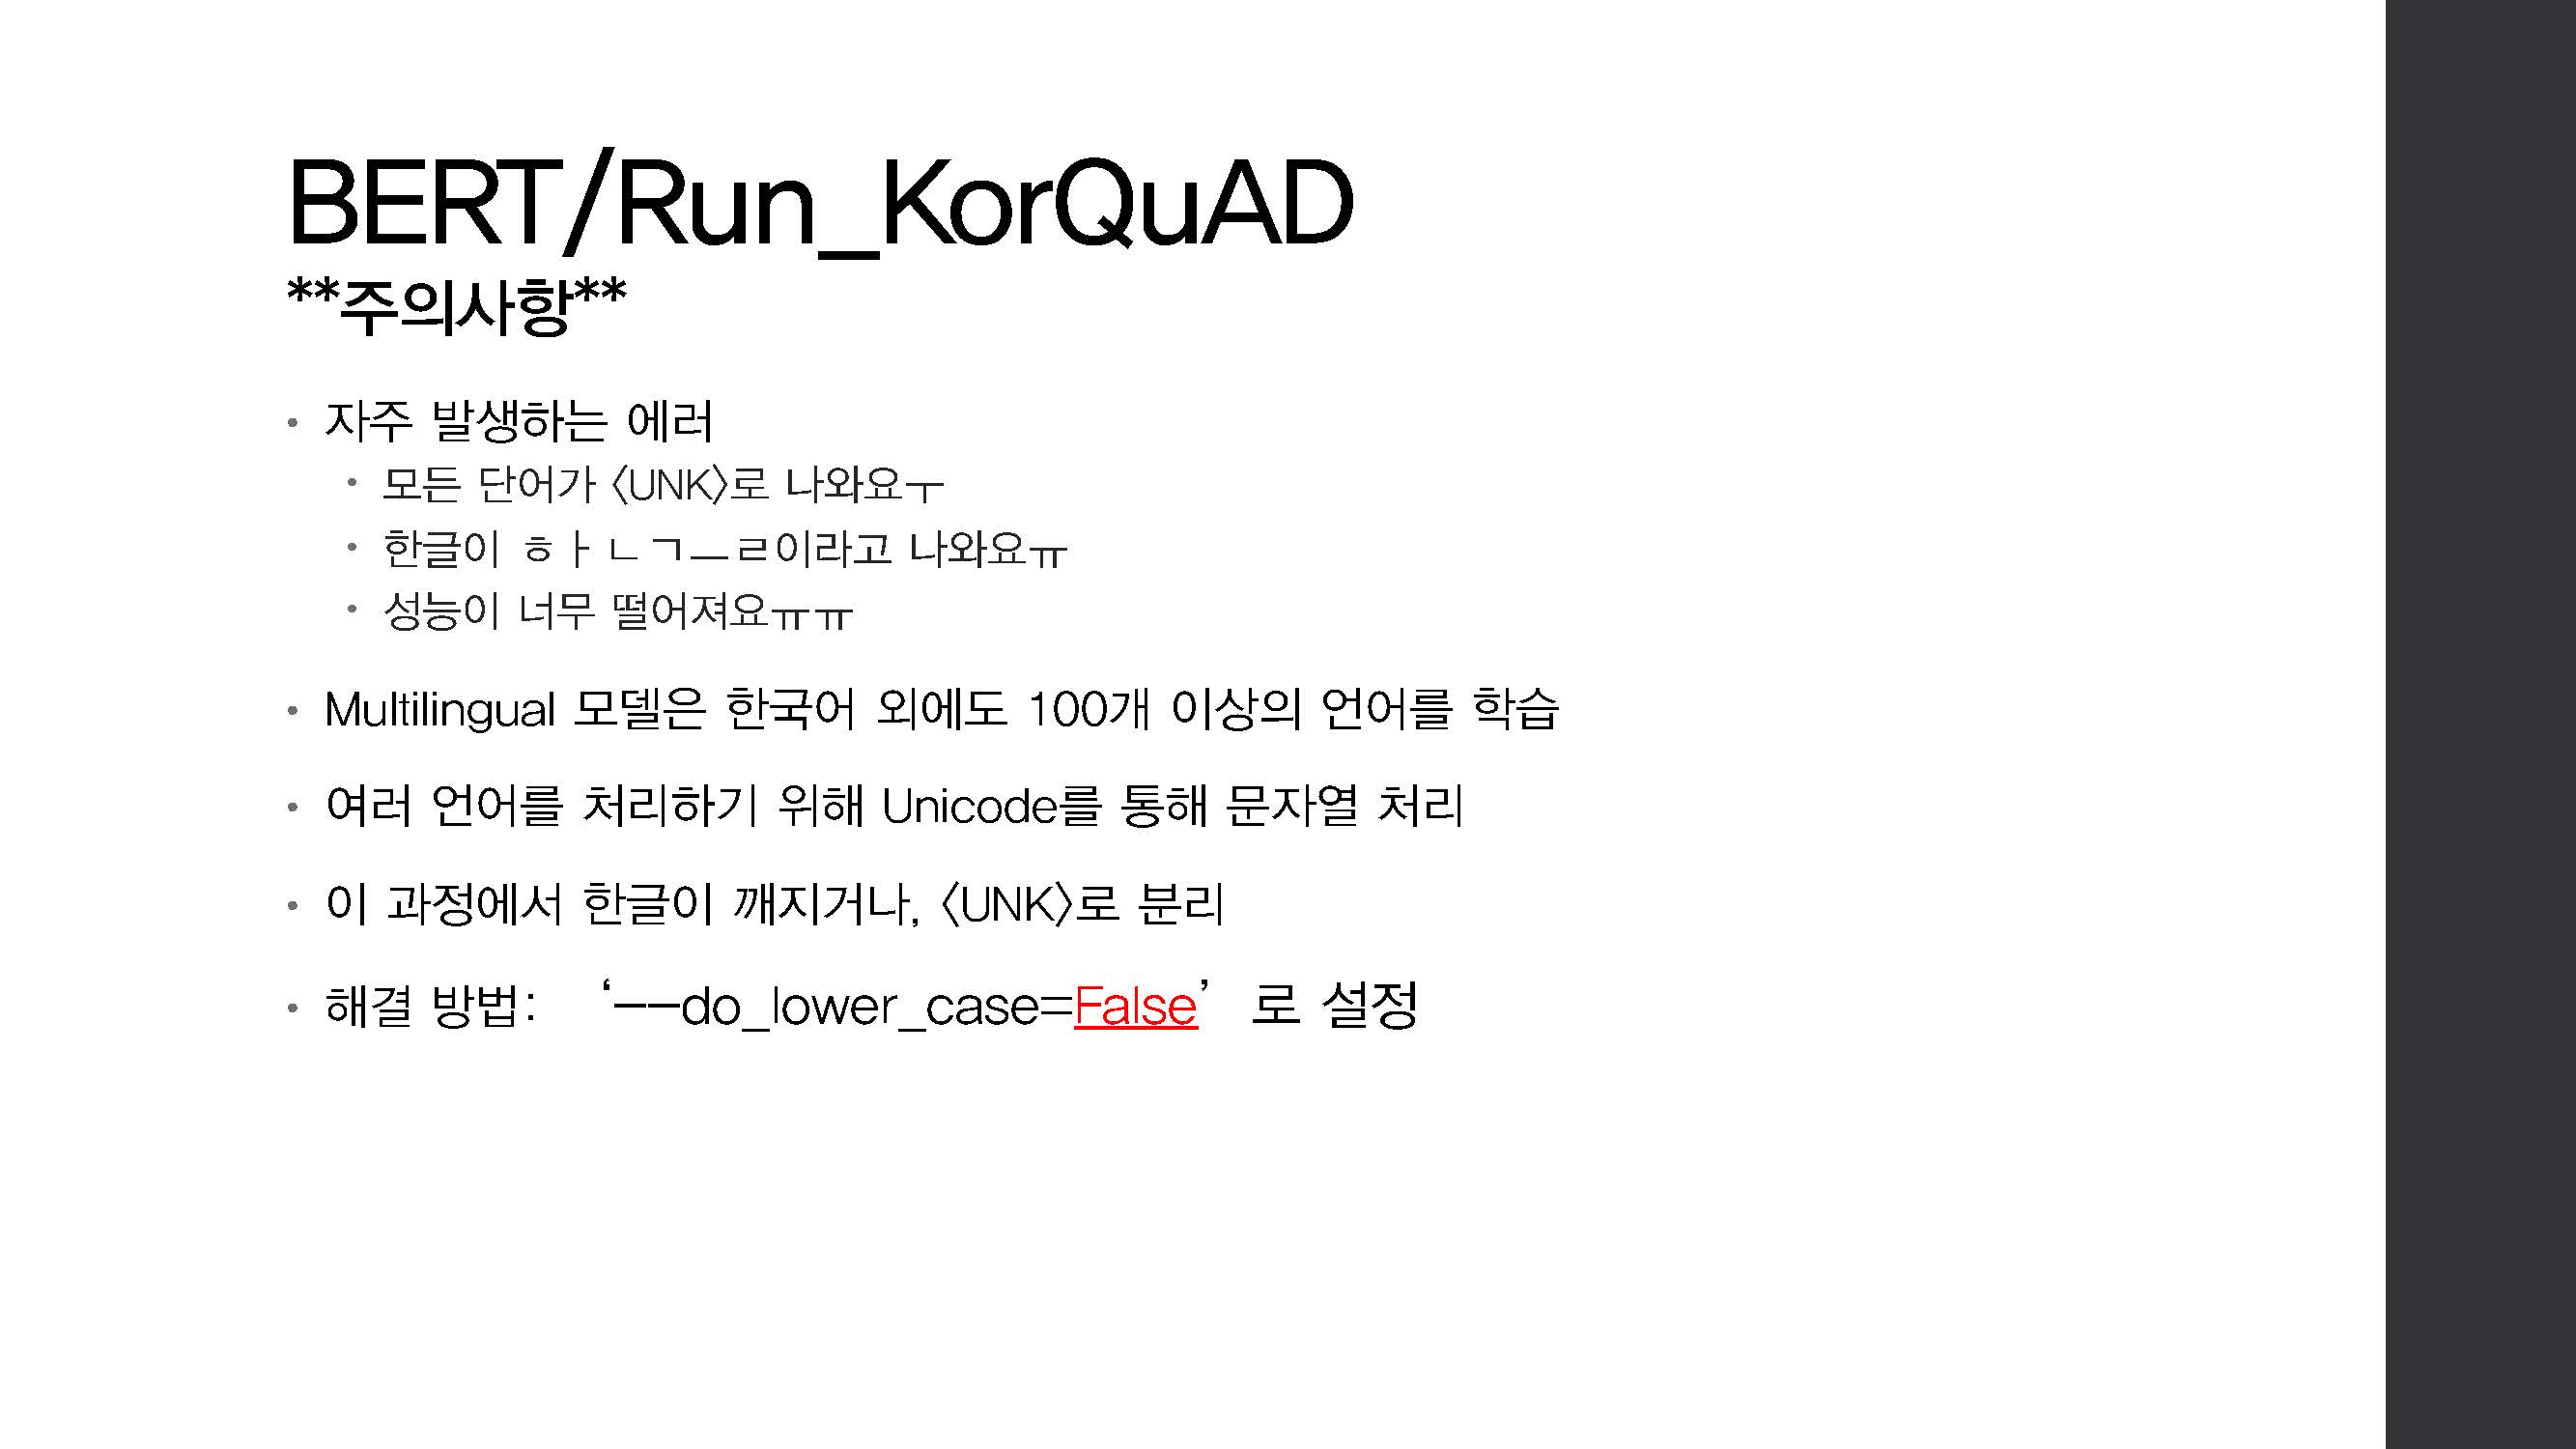 BERT/Run_KorQuAD
**주의사항**
• 자주 발생하는 에러
• 모든 단어가 <UNK>로 나와요ㅜ
• 한글이 ㅎㅏㄴㄱㅡㄹ이라고 나와요ㅠ
• 성능이 너무 떨어져요ㅠㅠ
• Multilingual 모델은 한국어 외에도 100개 이상의 언어를 학습
• 여러 언어를 처리하기 위해 Unicode를 통해 문자열 처리
• 이 과정에서 한글이 깨지거나, <UNK>로 분리
• 해결 방법: ‘--do_lower_case=False’ 로 설정